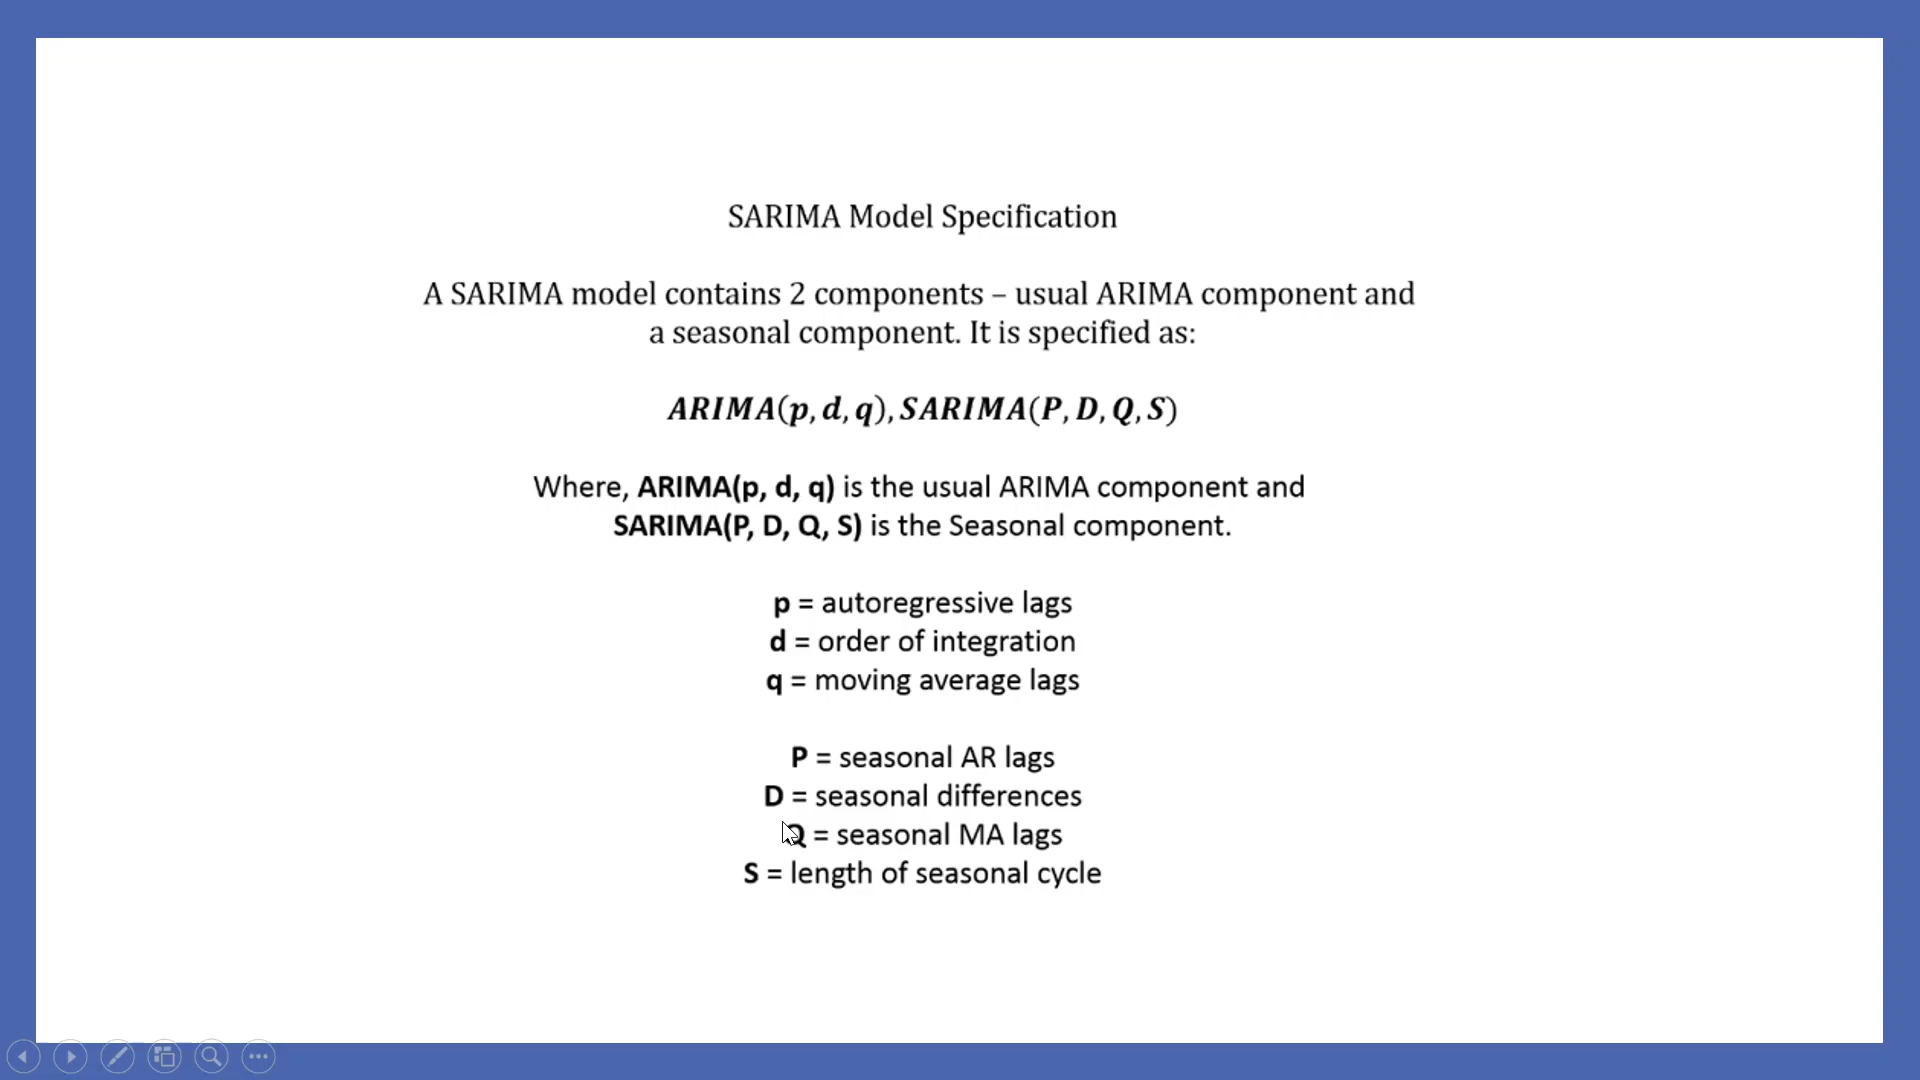 SARIMA Model Specification
A SARIMA model contains 2 components – usual ARIMA component and
a seasonal component. It is specified as:
ARIMA(p, d, q), SARIMA(P, D, Q, S)
Where, ARIMA(p, d, q) is the usual ARIMA component and
SARIMA(P, D, Q, S) is the Seasonal component.
p = autoregressive lags
d = order of integration
q = moving average lags
P = seasonal AR lags
D = seasonal differences
Q = seasonal MA lags
S = length of seasonal cycle